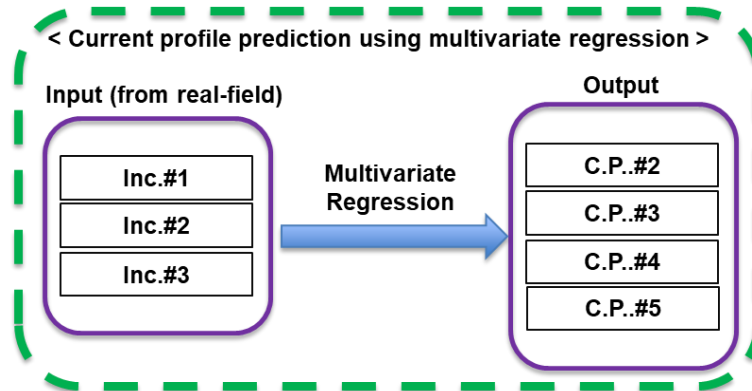 < Current profile prediction using multivariate regression >
Input (from real-field)
Inc.#1
Inc.#2
Inc.#3
Multivariate
Regression
Output
C.P..#2
C.P..#3
C.P..#4
C.P..#5